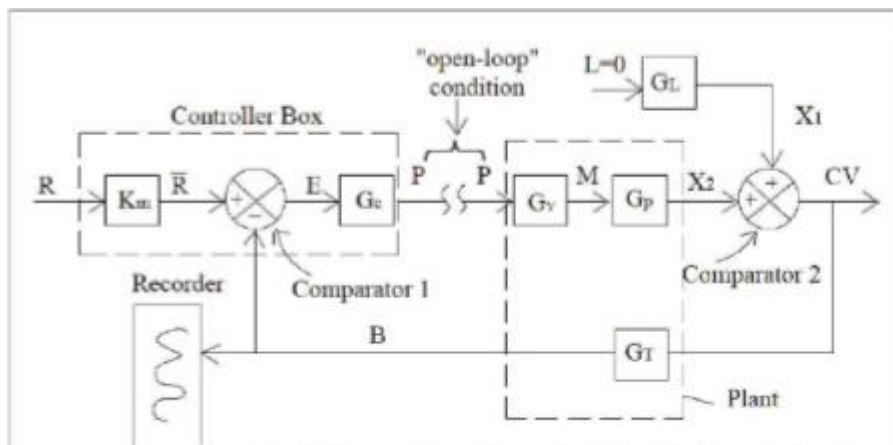 "open-loop"
condition
L=0
GL
Controller Box
X1
R
Km
R̅
E
Gc
P
P
Gv
M
Gp
X2
CV
+
−
+
+
Recorder
Comparator 1
Comparator 2
B
GT
Plant